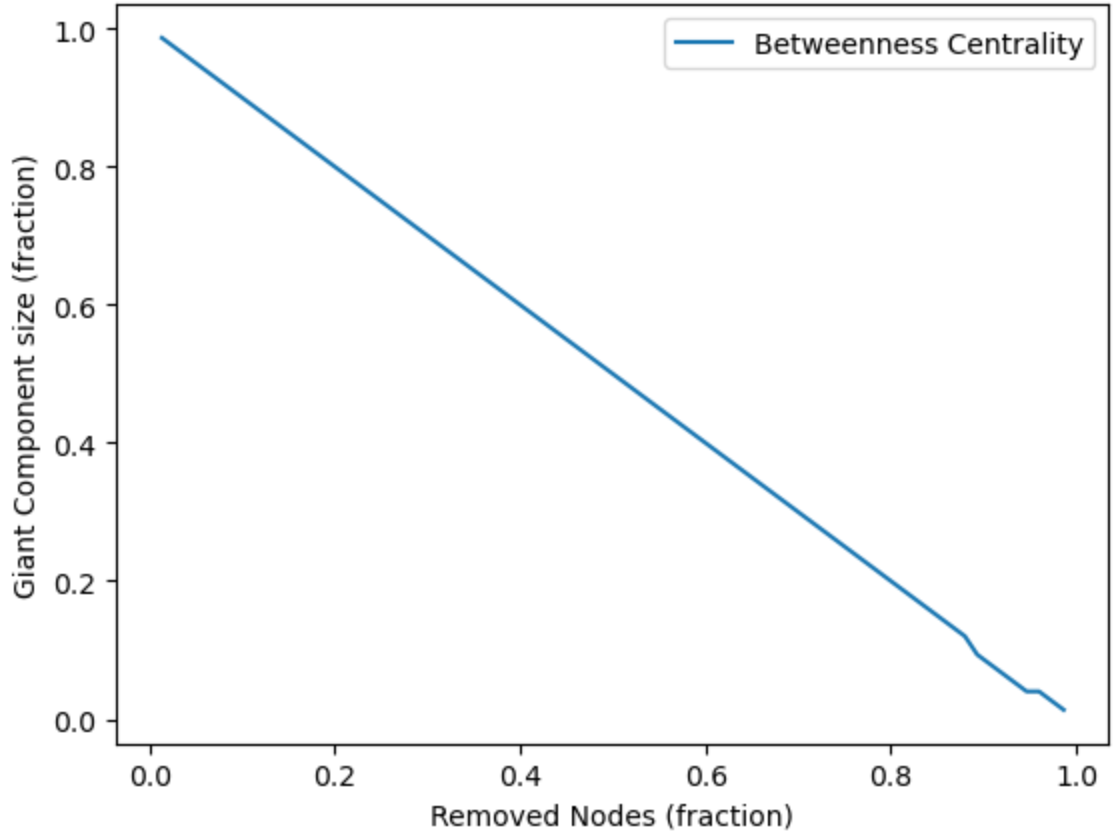 Betweenness Centrality
Giant Component size (fraction)
1.0
0.8
0.6
0.4
0.2
0.0
0.0 0.2 0.4 0.6 0.8 1.0
Removed Nodes (fraction)